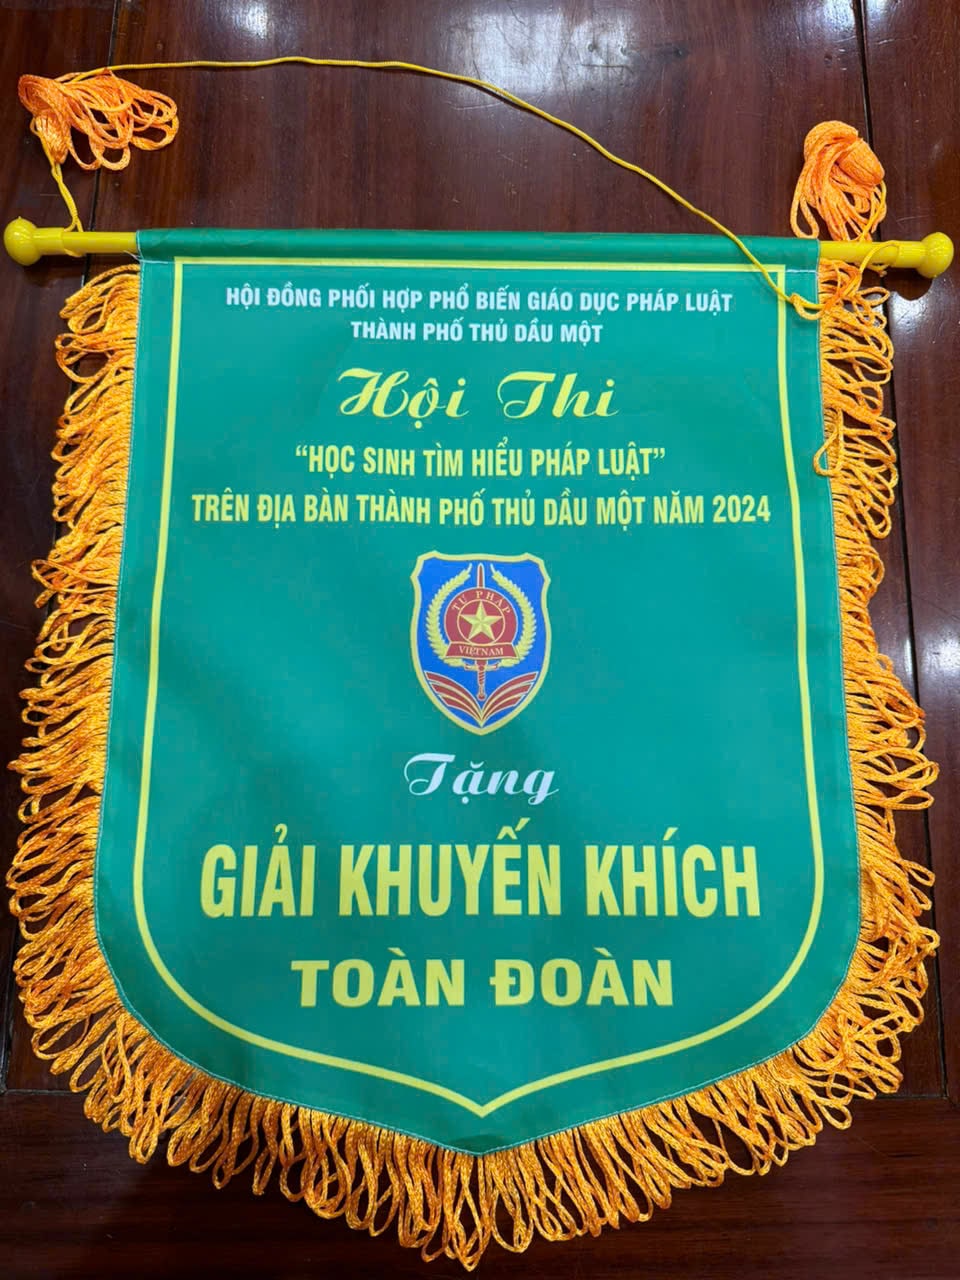 HỘI ĐỒNG PHỐI HỢP PHỔ BIẾN GIÁO DỤC PHÁP LUẬT
THÀNH PHỐ THỦ DẦU MỘT
Hội Thi
“HỌC SINH TÌM HIỂU PHÁP LUẬT”
TRÊN ĐỊA BÀN THÀNH PHỐ THỦ DẦU MỘT NĂM 2024
TƯ PHÁP
VIỆT NAM
Tặng
GIẢI KHUYẾN KHÍCH
TOÀN ĐOÀN